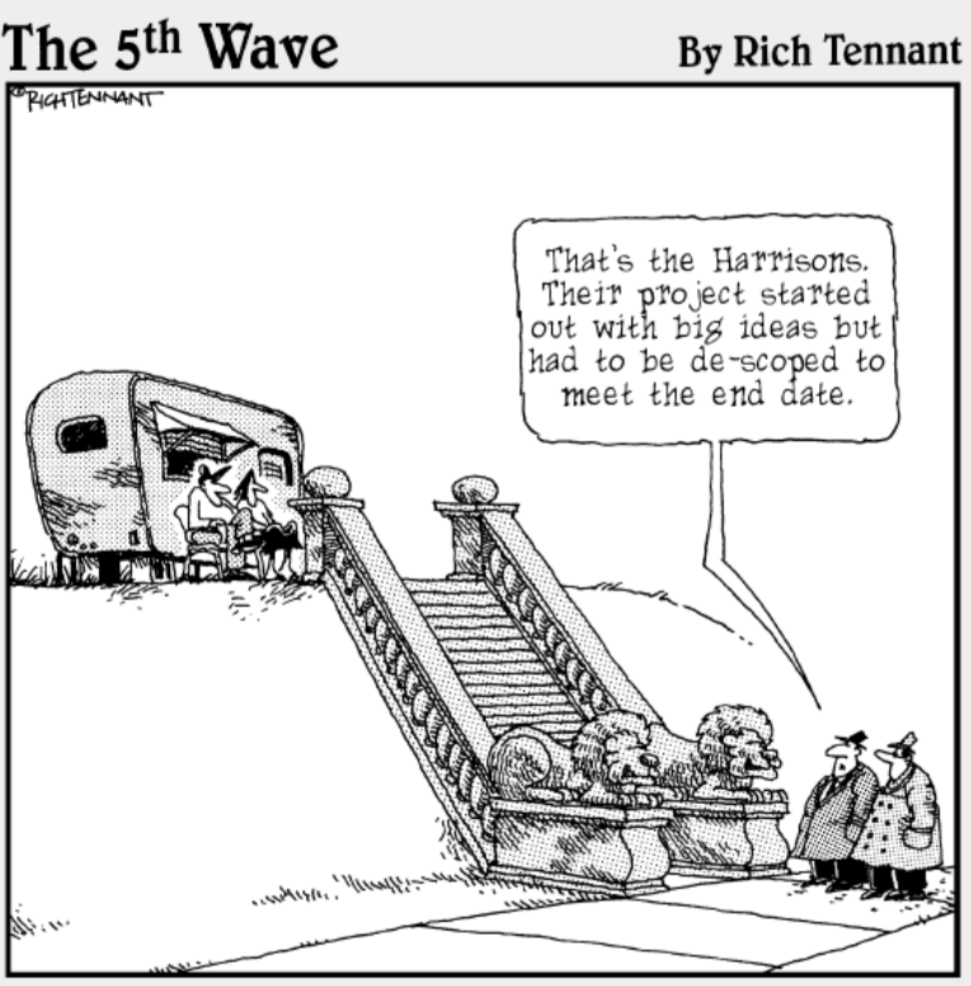 The 5th Wave
By Rich Tennant
©RICHTENNANT
That's the Harrisons.
Their project started
out with big ideas but
had to be de-scoped to
meet the end date.